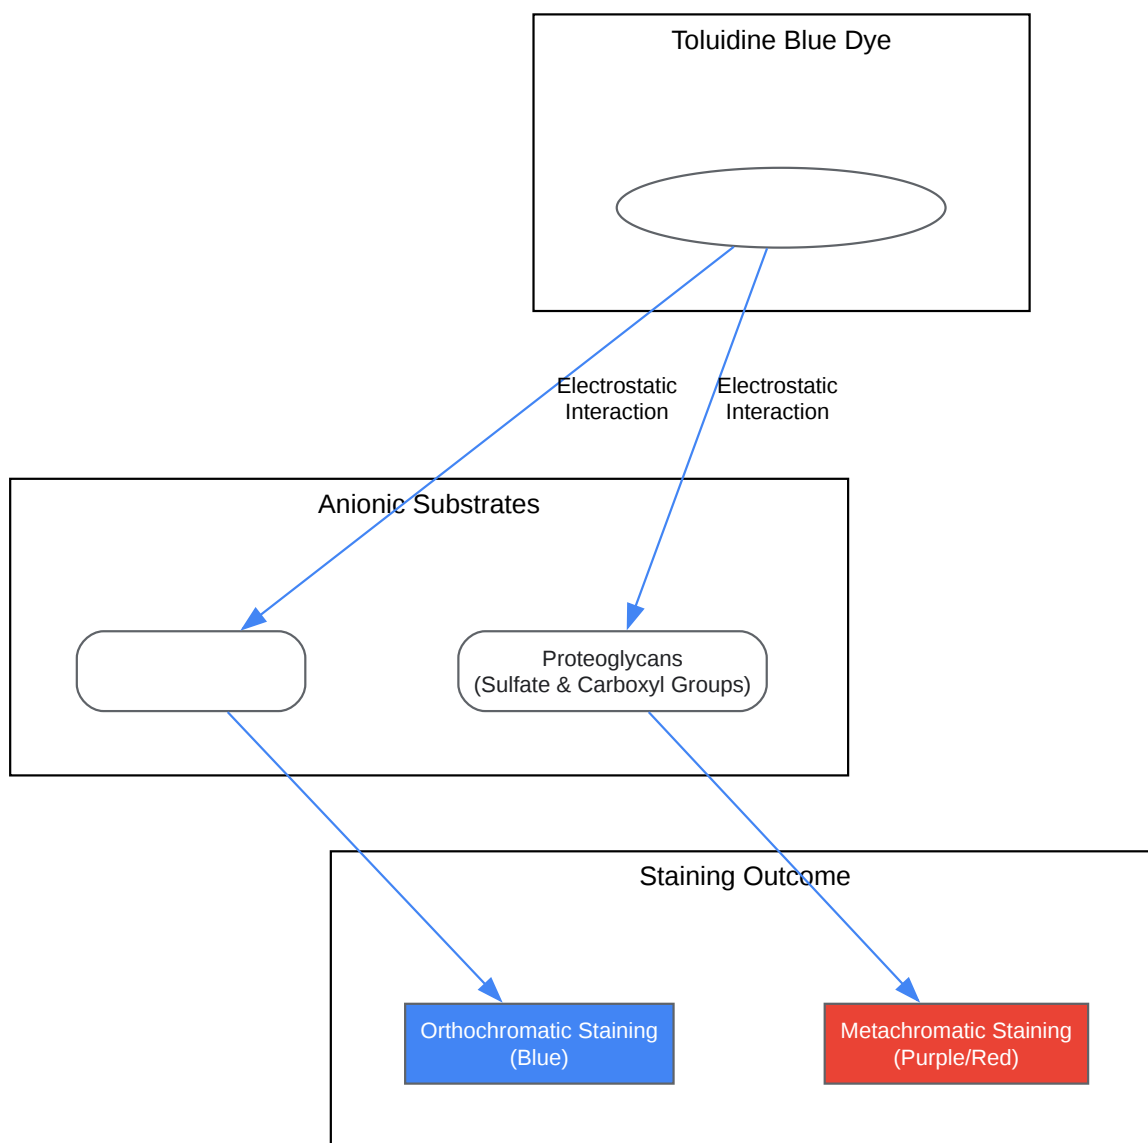 Toluidine Blue Dye
Electrostatic
Interaction
Electrostatic
Interaction
Anionic Substrates
Proteoglycans
(Sulfate & Carboxyl Groups)
Staining Outcome
Orthochromatic Staining
(Blue)
Metachromatic Staining
(Purple/Red)